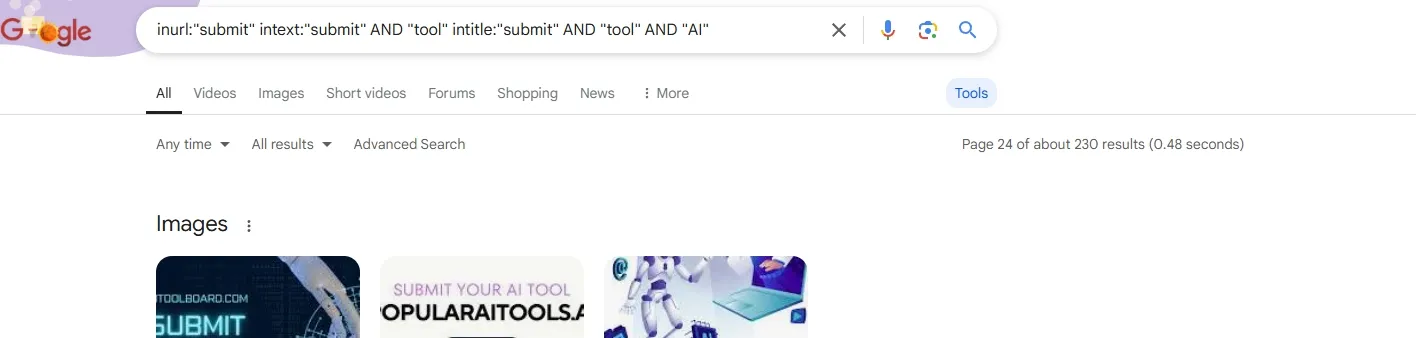 Google
inurl:"submit" intext:"submit" AND "tool" intitle:"submit" AND "tool" AND "AI"
All Videos Images Short videos Forums Shopping News More Tools
Any time All results Advanced Search Page 24 of about 230 results (0.48 seconds)
Images
TOOLBOARD.COM
SUBMIT
SUBMIT YOUR AI TOOL
OPULARAITOOLS.A
@